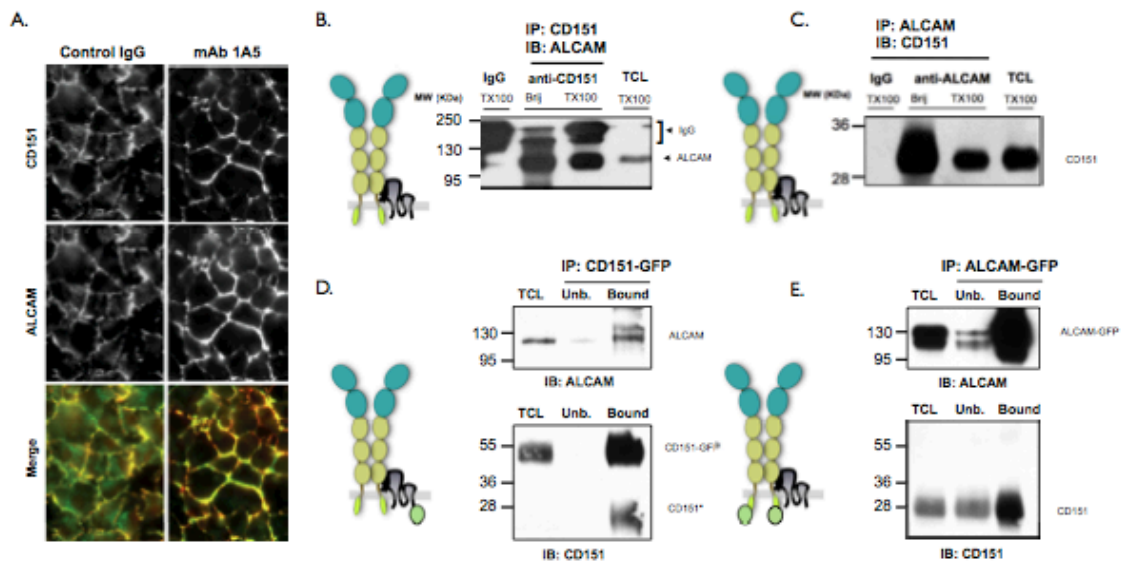 A.
Control IgG mAb 1A5
CD151
ALCAM
Merge
B.
IP: CD151
IB: ALCAM
IgG anti-CD151 TCL
MW (KDa) TX100 Brij TX100 TX100
250
130
95
IgG
ALCAM
C.
IP: ALCAM
IB: CD151
IgG anti-ALCAM TCL
MW (KDa) TX100 Brij TX100 TX100
36
28
CD151
D.
IP: CD151-GFP
TCL Unb. Bound
130
95
ALCAM
IB: ALCAM
TCL Unb. Bound
55
36
28
CD151-GFP
CD151*
IB: CD151
E.
IP: ALCAM-GFP
TCL Unb. Bound
130
95
ALCAM-GFP
IB: ALCAM
TCL Unb. Bound
55
36
28
CD151
IB: CD151